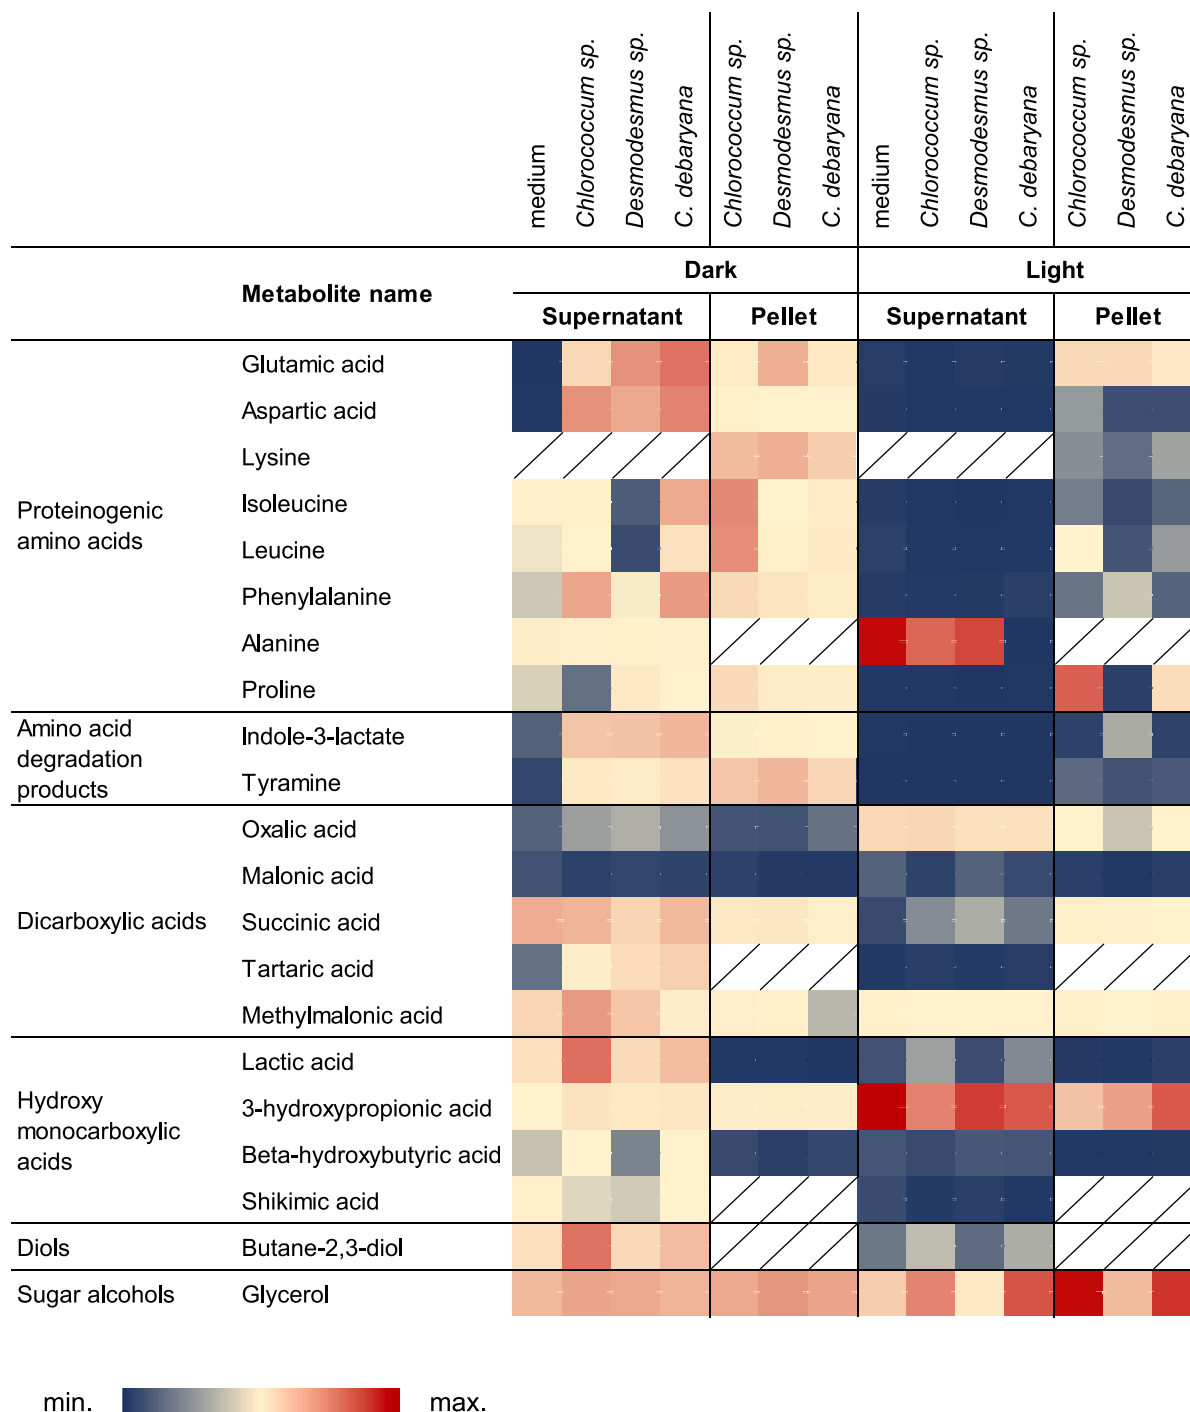 medium
Chlorococcum sp.
Desmodesmus sp.
C. debaryana
Chlorococcum sp.
Desmodesmus sp.
C. debaryana
medium
Chlorococcum sp.
Desmodesmus sp.
C. debaryana
Chlorococcum sp.
Desmodesmus sp.
C. debaryana
Metabolite name
Dark
Light
Supernatant
Pellet
Supernatant
Pellet
Proteinogenic
amino acids
Glutamic acid
Aspartic acid
Lysine
Isoleucine
Leucine
Phenylalanine
Alanine
Proline
Amino acid
degradation
products
Indole-3-lactate
Tyramine
Dicarboxylic acids
Oxalic acid
Malonic acid
Succinic acid
Tartaric acid
Methylmalonic acid
Hydroxy
monocarboxylic
acids
Lactic acid
3-hydroxypropionic acid
Beta-hydroxybutyric acid
Shikimic acid
Diols
Butane-2,3-diol
Sugar alcohols
Glycerol
min.
max.